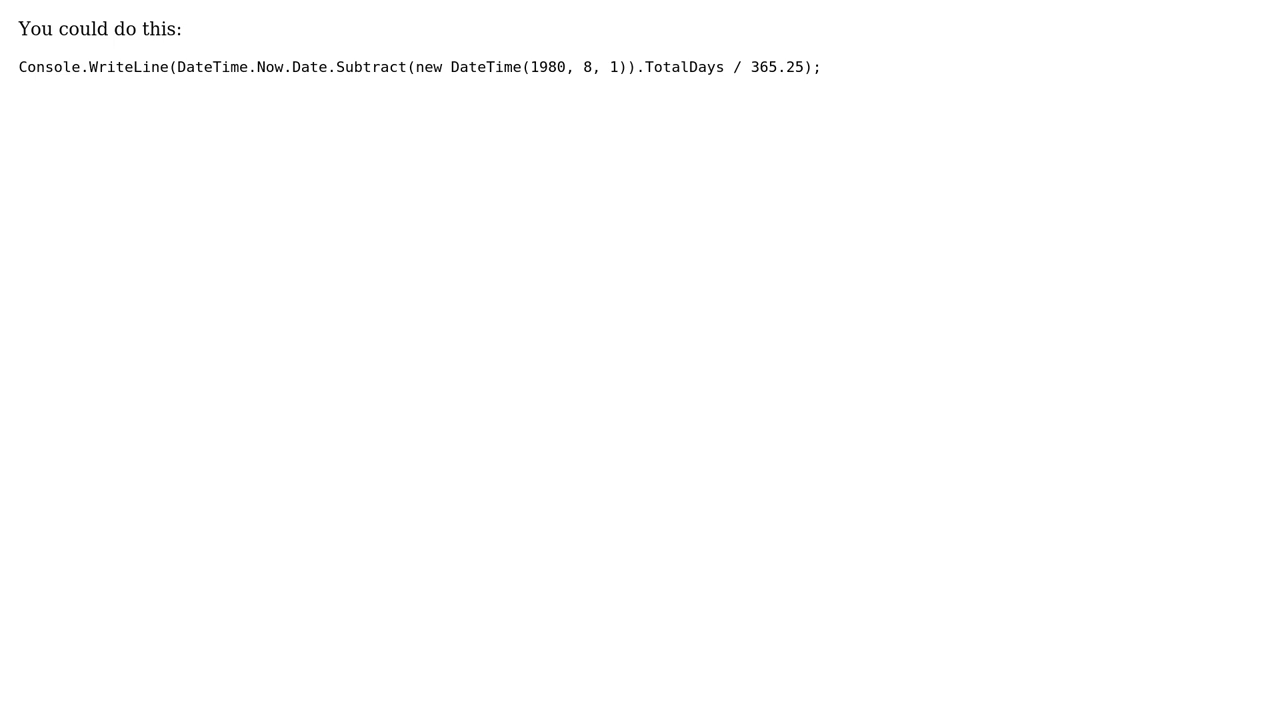 You could do this:
Console.WriteLine(DateTime.Now.Date.Subtract(new DateTime(1980, 8, 1)).TotalDays / 365.25);